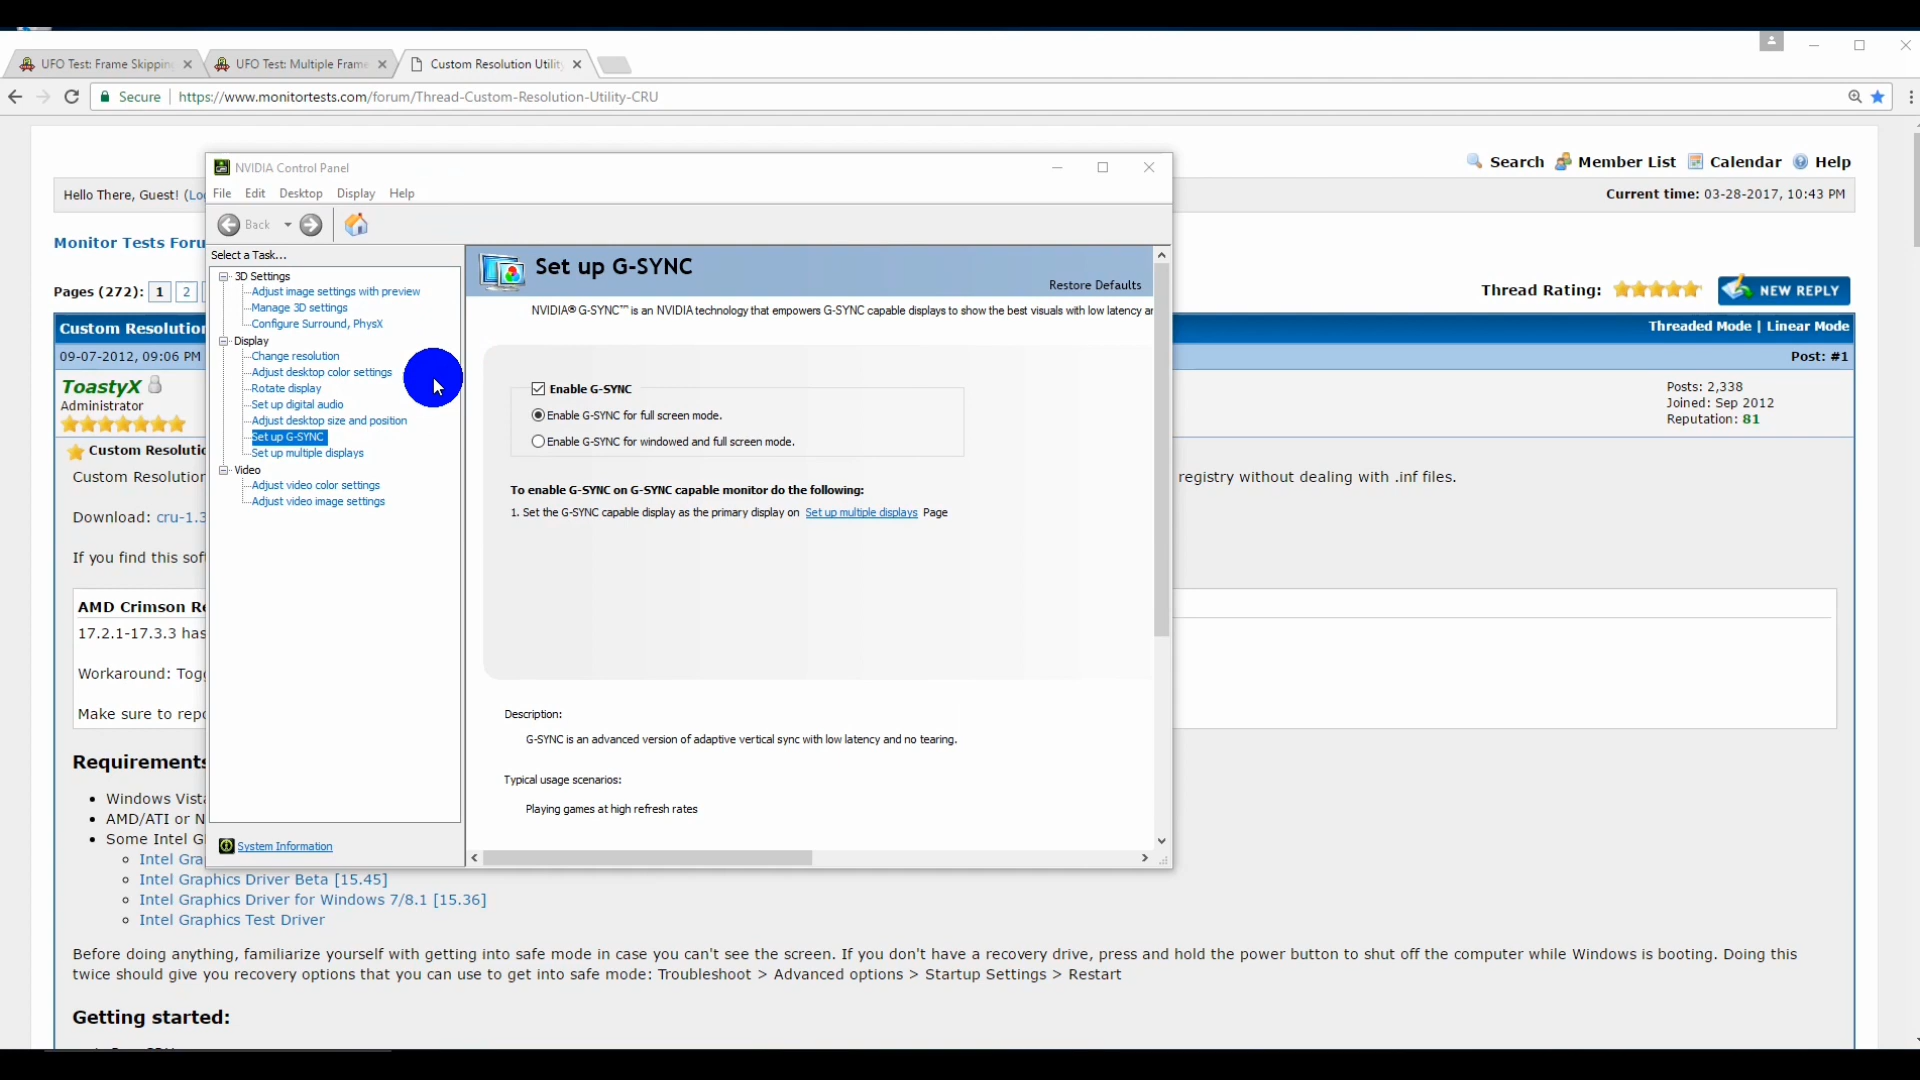 UFO Test: Frame Skippin
UFO Test: Multiple Frame
Custom Resolution Utilit
Secure
https://www.monitortests.com/forum/Thread-Custom-Resolution-Utility-CRU
Search
Member List
Calendar
Help
Hello There, Guest! (Lo
Current time: 03-28-2017, 10:43 PM
Monitor Tests Foru
Pages (272): 1 2
Thread Rating:
NEW REPLY
Custom Resolution
Threaded Mode | Linear Mode
09-07-2012, 09:06 PM
Post: #1
ToastyX
Administrator
Posts: 2,338
Joined: Sep 2012
Reputation: 81
Custom Resolutio
Custom Resolution
registry without dealing with .inf files.
Download: cru-1.3
If you find this sof
AMD Crimson Re
17.2.1-17.3.3 has
Workaround: Togg
Make sure to repo
Requirements
Windows Vista
AMD/ATI or N
Some Intel G
Intel Gra
Intel Graphics Driver Beta [15.45]
Intel Graphics Driver for Windows 7/8.1 [15.36]
Intel Graphics Test Driver
Before doing anything, familiarize yourself with getting into safe mode in case you can't see the screen. If you don't have a recovery drive, press and hold the power button to shut off the computer while Windows is booting. Doing this
twice should give you recovery options that you can use to get into safe mode: Troubleshoot > Advanced options > Startup Settings > Restart
Getting started:
NVIDIA Control Panel
File Edit Desktop Display Help
Back
Select a Task...
3D Settings
Adjust image settings with preview
Manage 3D settings
Configure Surround, PhysX
Display
Change resolution
Adjust desktop color settings
Rotate display
Set up digital audio
Adjust desktop size and position
Set up G-SYNC
Set up multiple displays
Video
Adjust video color settings
Adjust video image settings
System Information
Set up G-SYNC
Restore Defaults
NVIDIA® G-SYNC™ is an NVIDIA technology that empowers G-SYNC capable displays to show the best visuals with low latency ar
Enable G-SYNC
Enable G-SYNC for full screen mode.
Enable G-SYNC for windowed and full screen mode.
To enable G-SYNC on G-SYNC capable monitor do the following:
1. Set the G-SYNC capable display as the primary display on Set up multiple displays Page
Description:
G-SYNC is an advanced version of adaptive vertical sync with low latency and no tearing.
Typical usage scenarios:
Playing games at high refresh rates